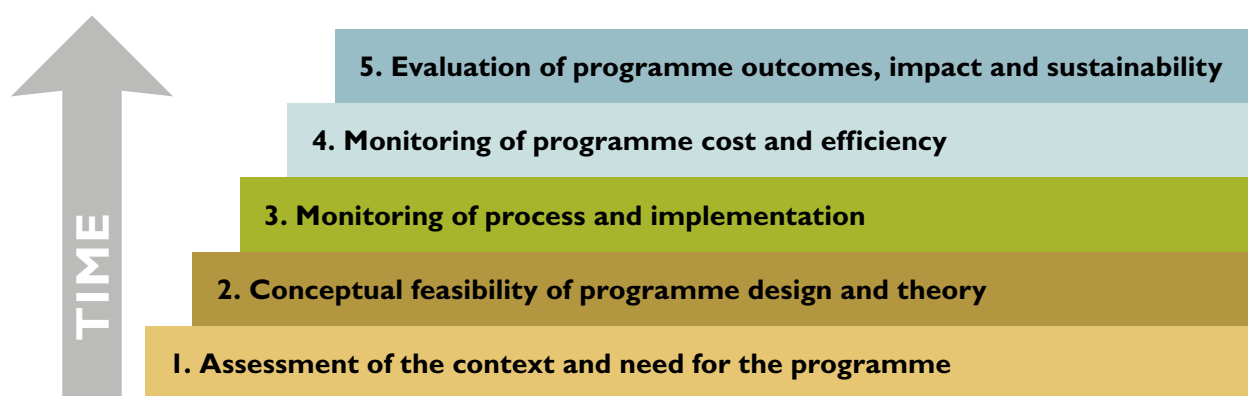 TIME
5. Evaluation of programme outcomes, impact and sustainability
4. Monitoring of programme cost and efficiency
3. Monitoring of process and implementation
2. Conceptual feasibility of programme design and theory
1. Assessment of the context and need for the programme